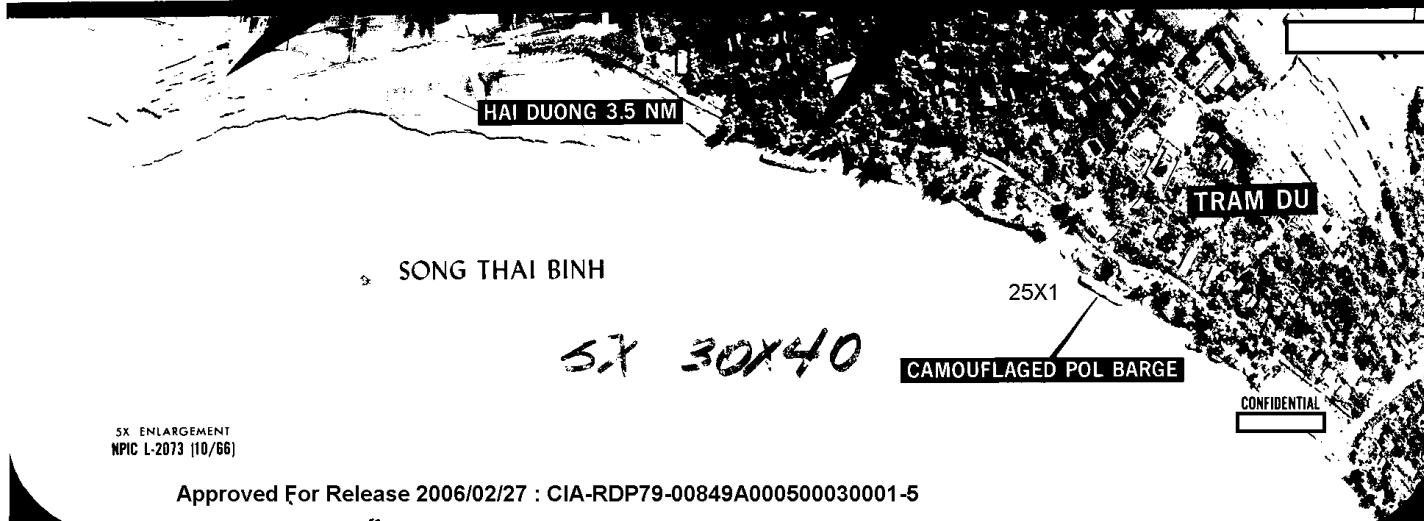 HAI DUONG 3.5 NM
TRAM DU
SONG THAI BINH
25X1
5X 30X40
CAMOUFLAGED POL BARGE
CONFIDENTIAL
5X ENLARGEMENT
NPIC L-2073 (10/66)
Approved For Release 2006/02/27 : CIA-RDP79-00849A000500030001-5